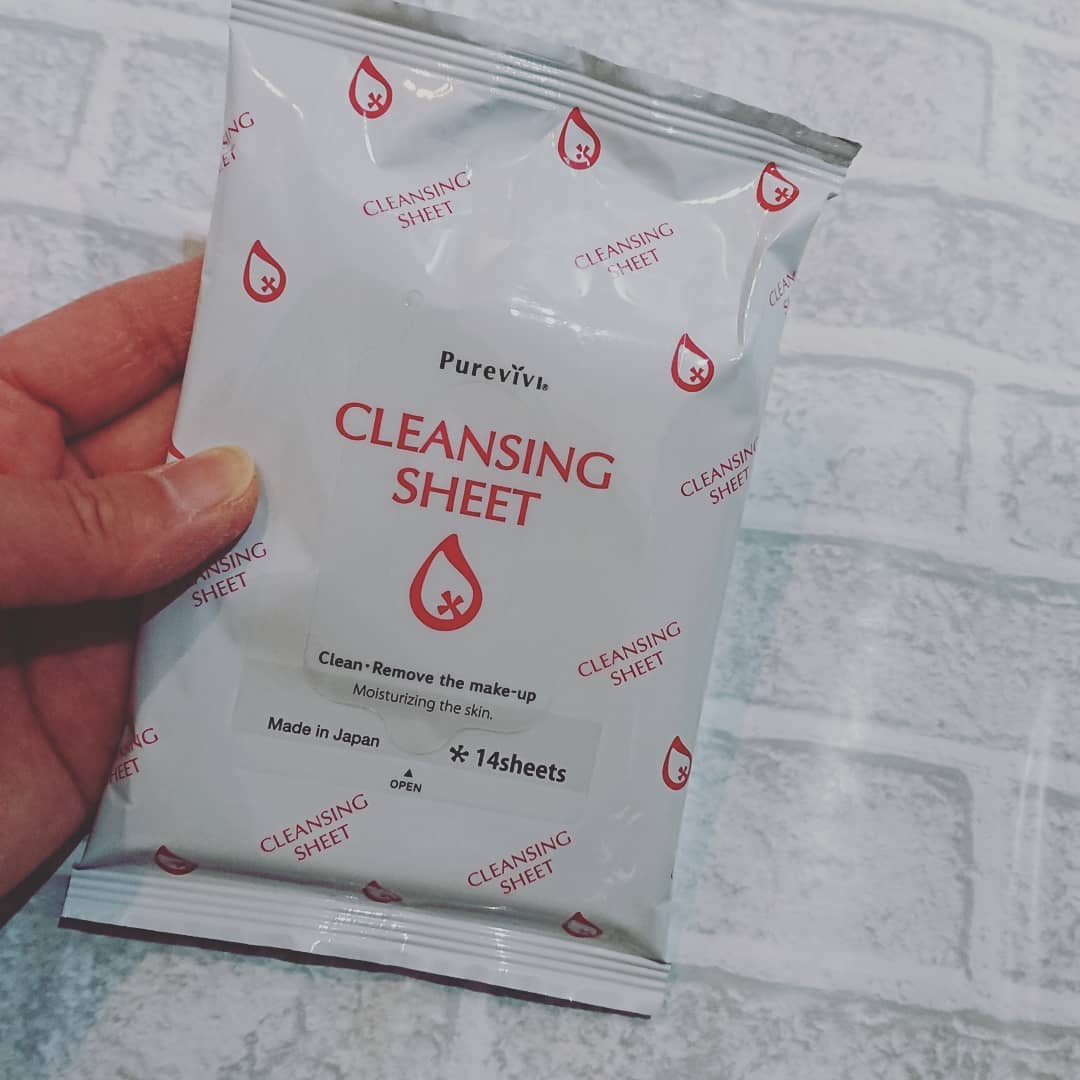 CLEANSING
SHEET
CLEANSING
SHEET
Purevivi®
CLEANSING
SHEET
CLEANSING
SHEET
SHEET
Clean・Remove the make-up
Moisturizing the skin.
CLEANSING
SHEET
Made in Japan
* 14sheets
▲
OPEN
CLEANSING
SHEET
CLEANSING
SHEET